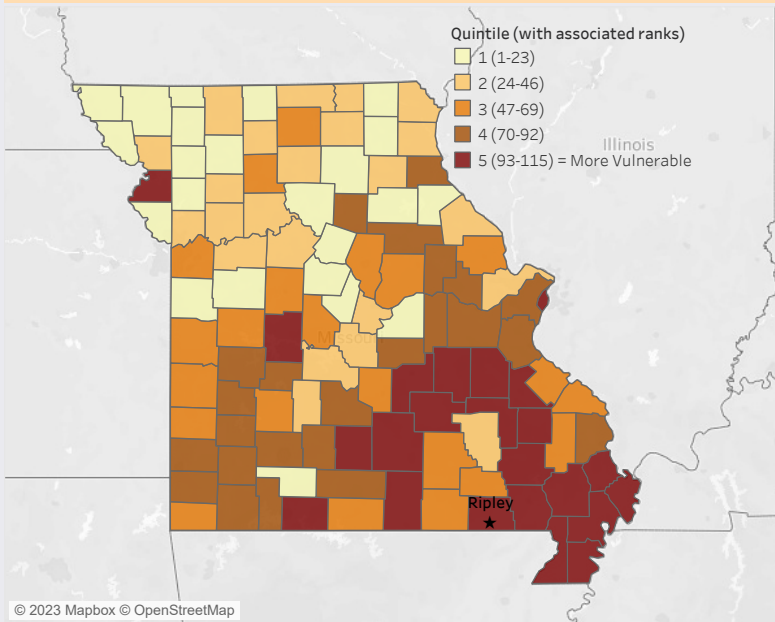 Quintile (with associated ranks)
1 (1-23)
2 (24-46)
3 (47-69)
4 (70-92)
5 (93-115) = More Vulnerable
Illinois
Missouri
Ripley
© 2023 Mapbox © OpenStreetMap